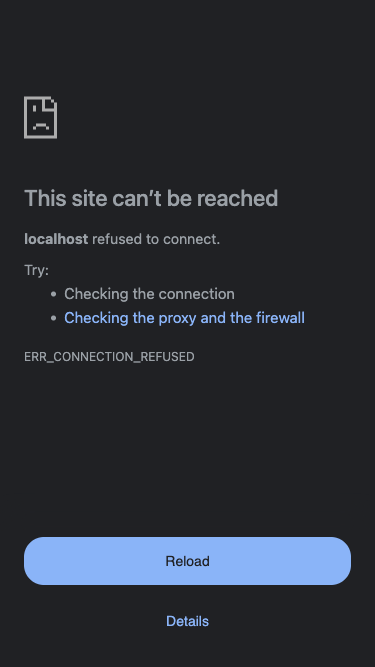 This site can’t be reached
localhost refused to connect.
Try:
• Checking the connection
• Checking the proxy and the firewall
ERR_CONNECTION_REFUSED
Reload
Details